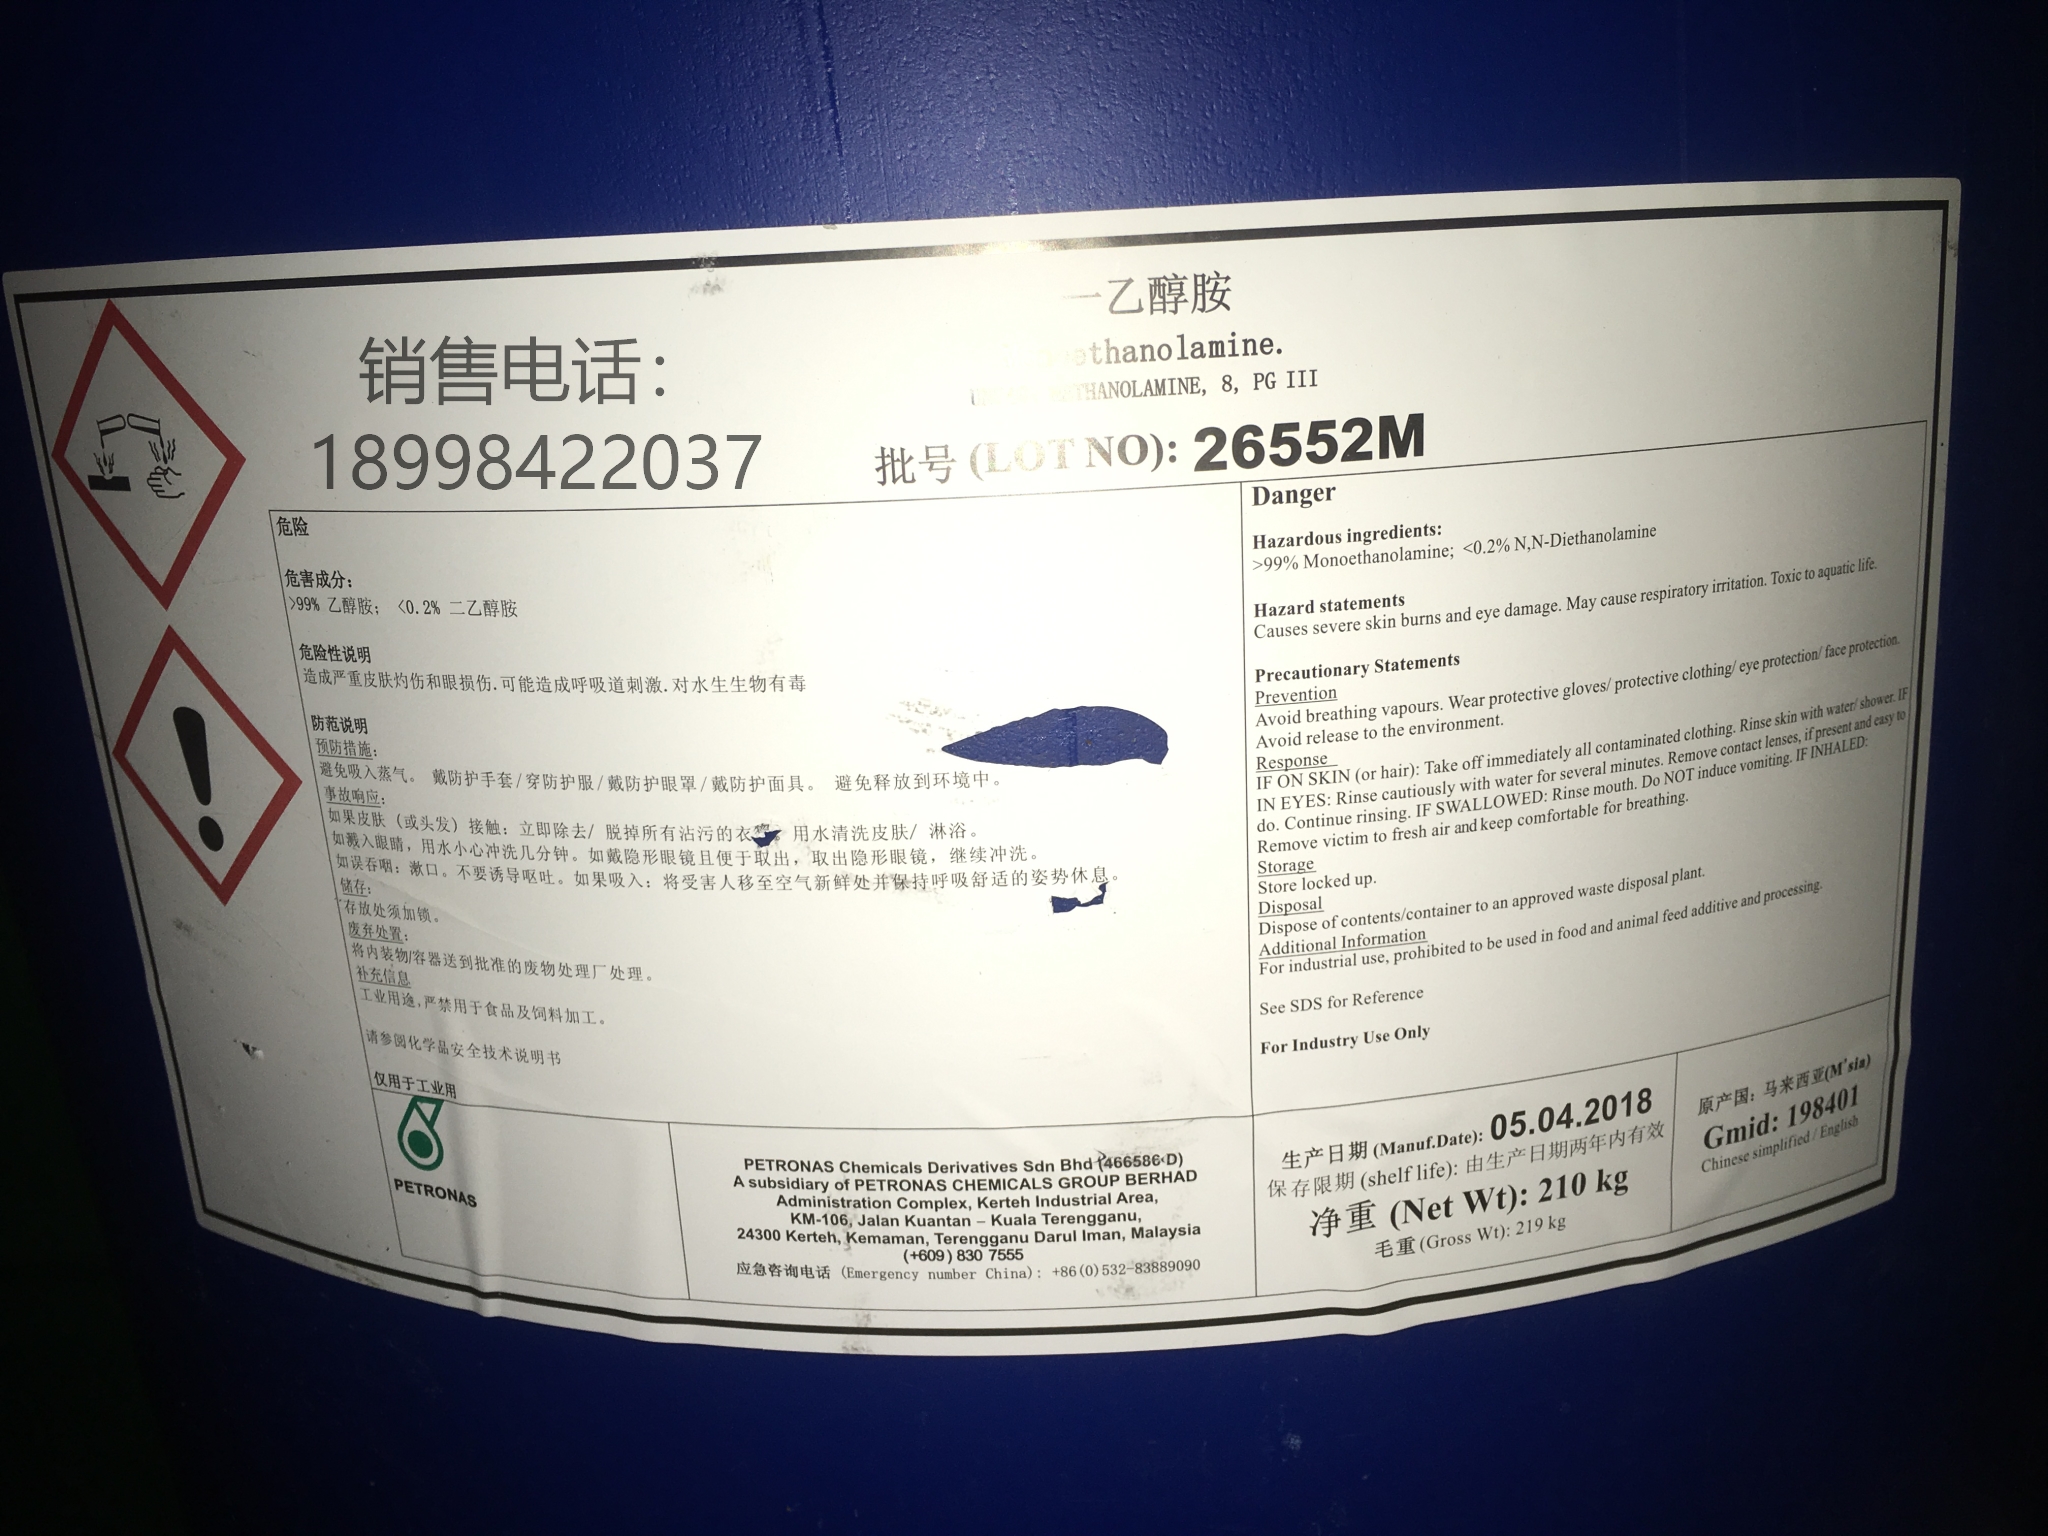 一乙醇胺
ethanolamine.
THANOLAMINE, 8, PG III
销售电话：
18998422037
批号 (LOT NO): 26552M
危险
危害成分：
>99% 乙醇胺； <0.2% 二乙醇胺
危险性说明
造成严重皮肤灼伤和眼损伤.可能造成呼吸道刺激.对水生生物有毒
防范说明
预防措施：
避免吸入蒸气。 戴防护手套/穿防护服/戴防护眼罩/戴防护面具。 避免释放到环境中。
事故响应：
如果皮肤（或头发）接触：立即除去/ 脱掉所有沾污的衣 用水清洗皮肤/ 淋浴。
如溅入眼睛，用水小心冲洗几分钟。如戴隐形眼镜且便于取出，取出隐形眼镜，继续冲洗。
如误吞咽：漱口。不要诱导呕吐。如果吸入：将受害人移至空气新鲜处并保持呼吸舒适的姿势休息。
储存：
存放处须加锁。
废弃处置：
将内装物/容器送到批准的废物处理厂处理。
补充信息
工业用途,严禁用于食品及饲料加工。
请参阅化学品安全技术说明书
仅用于工业用
Danger
Hazardous ingredients:
>99% Monoethanolamine; <0.2% N,N-Diethanolamine
Hazard statements
Causes severe skin burns and eye damage. May cause respiratory irritation. Toxic to aquatic life.
Precautionary Statements
Prevention
Avoid breathing vapours. Wear protective gloves/ protective clothing/ eye protection/ face protection.
Avoid release to the environment.
Response
IF ON SKIN (or hair): Take off immediately all contaminated clothing. Rinse skin with water/ shower. IF
IN EYES: Rinse cautiously with water for several minutes. Remove contact lenses, if present and easy to
do. Continue rinsing. IF SWALLOWED: Rinse mouth. Do NOT induce vomiting. IF INHALED:
Remove victim to fresh air and keep comfortable for breathing.
Storage
Store locked up.
Disposal
Dispose of contents/container to an approved waste disposal plant.
Additional Information
For industrial use, prohibited to be used in food and animal feed additive and processing.
See SDS for Reference
For Industry Use Only
PETRONAS
PETRONAS Chemicals Derivatives Sdn Bhd (466586-D)
A subsidiary of PETRONAS CHEMICALS GROUP BERHAD
Administration Complex, Kerteh Industrial Area,
KM-106, Jalan Kuantan – Kuala Terengganu,
24300 Kerteh, Kemaman, Terengganu Darul Iman, Malaysia
(+609) 830 7555
应急咨询电话 (Emergency number China): +86(0)532-83889090
生产日期 (Manuf.Date): 05.04.2018
保存限期 (shelf life): 由生产日期两年内有效
净重 (Net Wt): 210 kg
毛重 (Gross Wt): 219 kg
原产国：马来西亚(M'sia)
Gmid: 198401
Chinese simplified / English